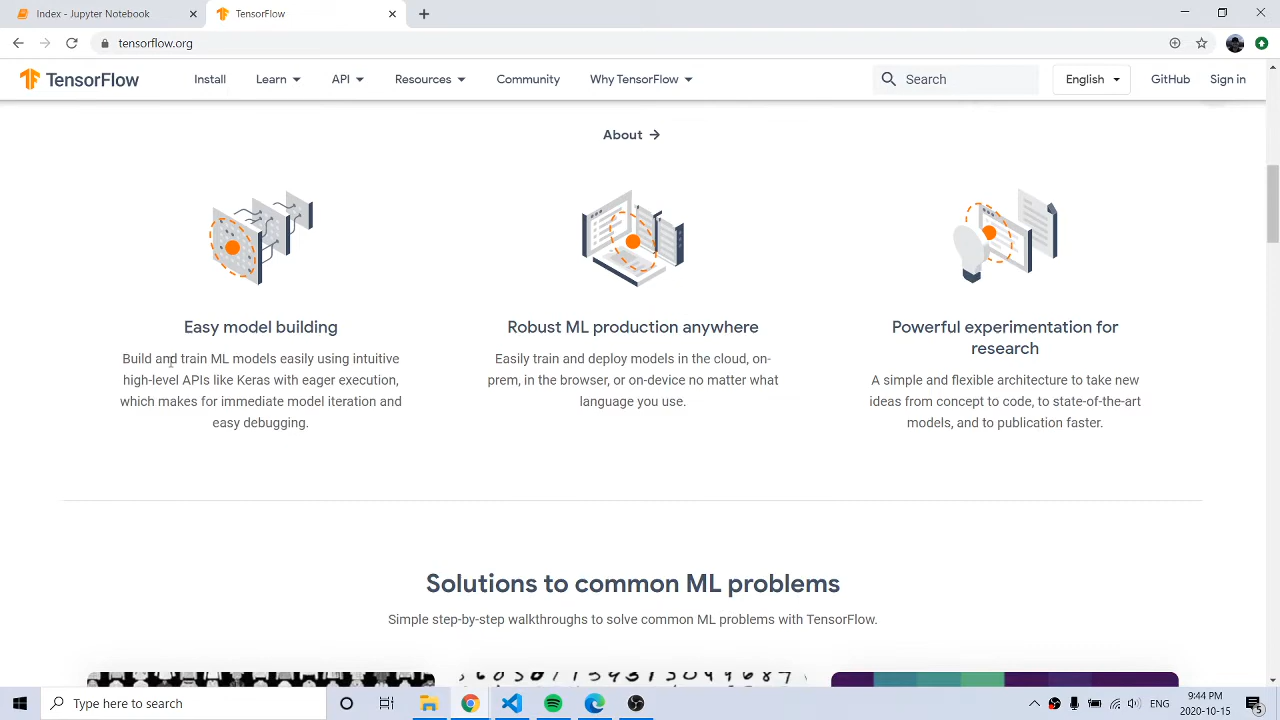 Index - Jupyter Notebook
TensorFlow
tensorflow.org
TensorFlow
Install
Learn
API
Resources
Community
Why TensorFlow
Search
English
GitHub
Sign in
About →
Easy model building
Build and train ML models easily using intuitive
high-level APIs like Keras with eager execution,
which makes for immediate model iteration and
easy debugging.
Robust ML production anywhere
Easily train and deploy models in the cloud, on-
prem, in the browser, or on-device no matter what
language you use.
Powerful experimentation for
research
A simple and flexible architecture to take new
ideas from concept to code, to state-of-the-art
models, and to publication faster.
Solutions to common ML problems
Simple step-by-step walkthroughs to solve common ML problems with TensorFlow.
Type here to search
ENG
9:44 PM
2020-10-15
5